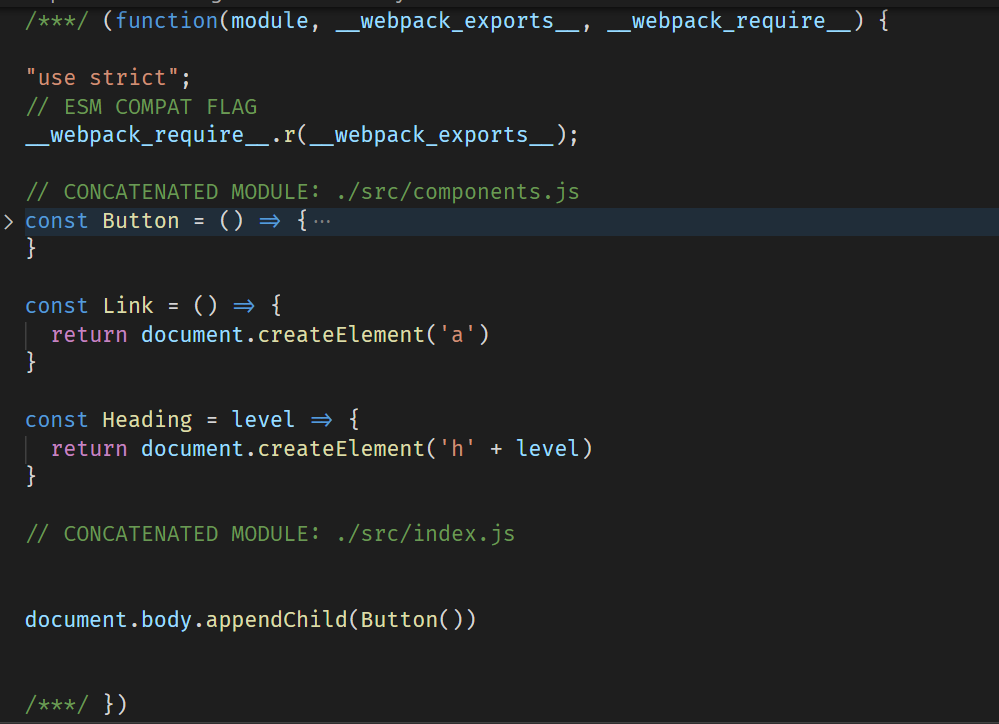 /***/ (function(module, __webpack_exports__, __webpack_require__) {
"use strict";
// ESM COMPAT FLAG
__webpack_require__.r(__webpack_exports__);
// CONCATENATED MODULE: ./src/components.js
const Button = () => {···
}
const Link = () => {
return document.createElement('a')
}
const Heading = level => {
return document.createElement('h' + level)
}
// CONCATENATED MODULE: ./src/index.js
document.body.appendChild(Button())
/***/ })